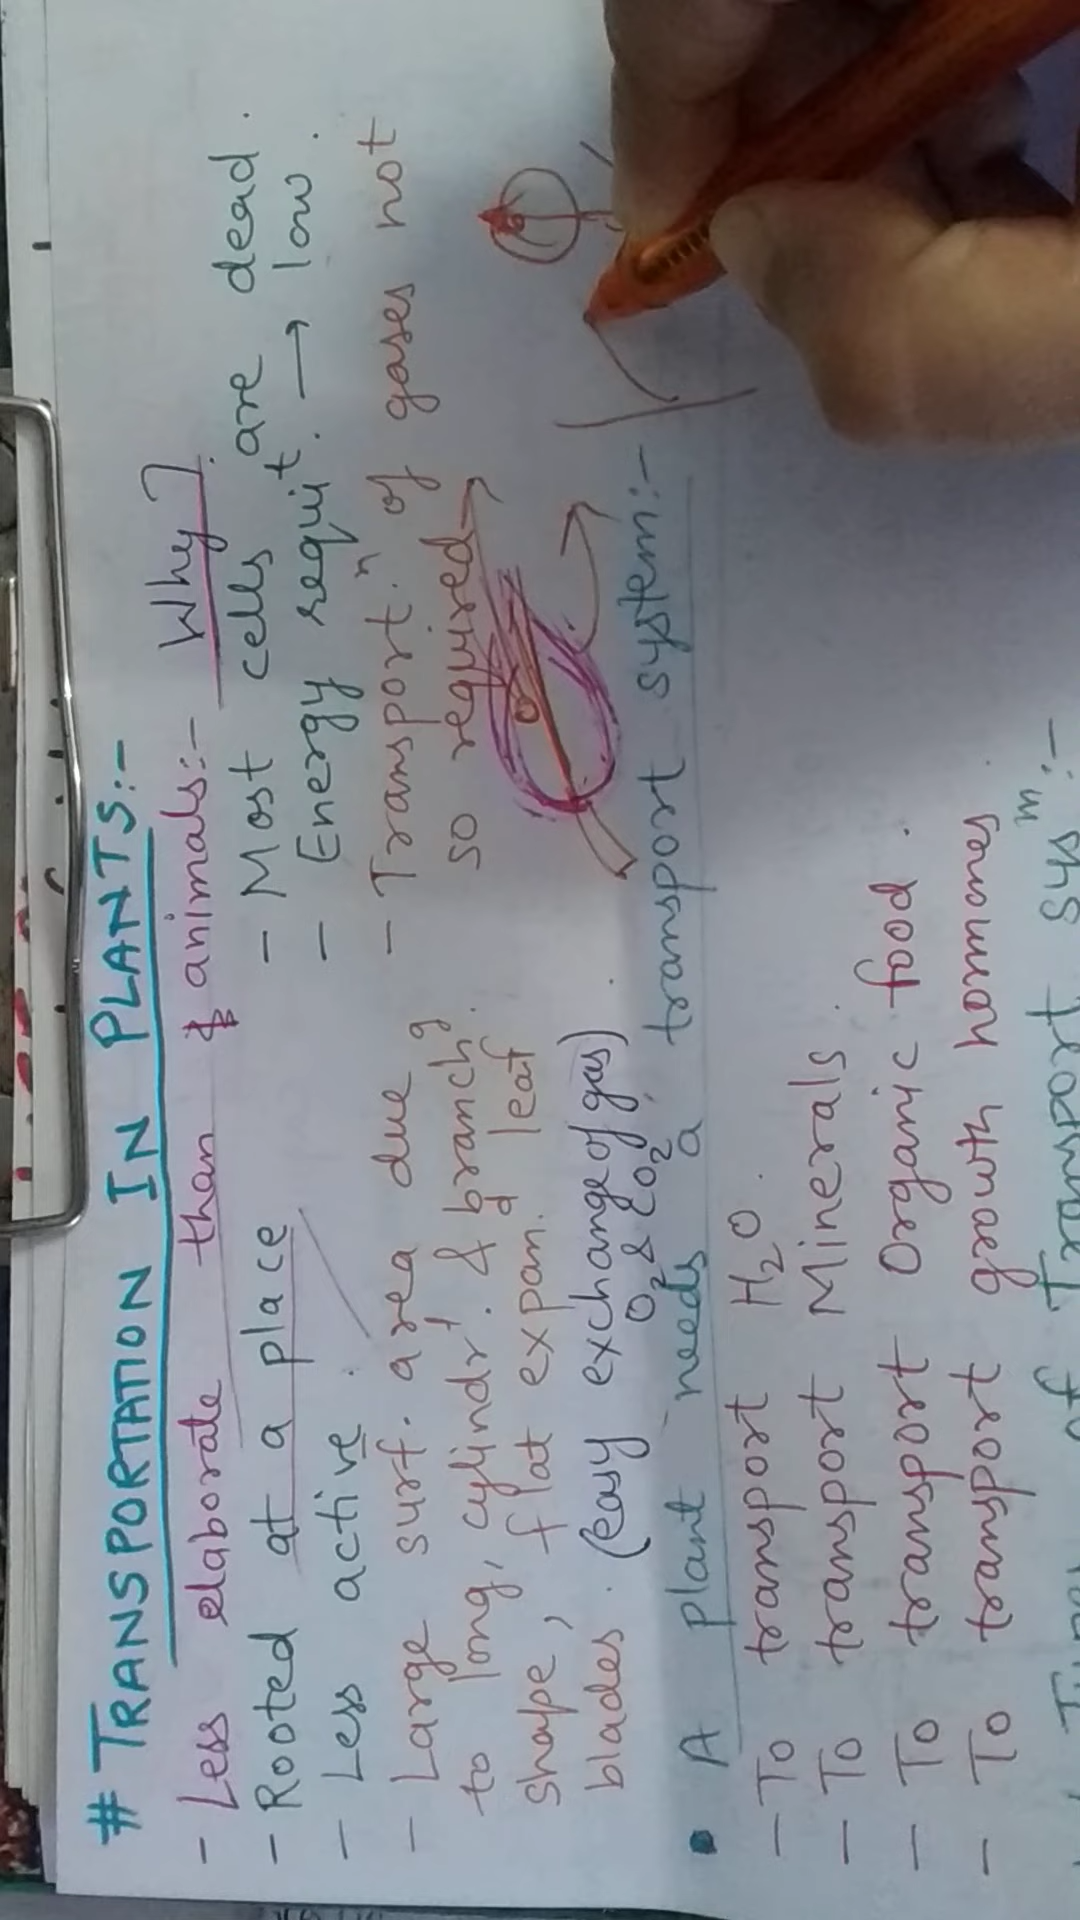 # TRANSPORTATION IN PLANTS:-
- Less elaborate than animals:- Why?
- Rooted at a place
- Less active.
- Large surf. area due
to long, cylindr. & branch.g
shape, flat expand. leaf
blades. (easy exchange of gas)
O2 & CO2
- Most cells are dead.
- Energy requit. → low.
- Transport.n of gases not
so required
• A plant needs a transport system:-
- To transport H2O.
- To transport Minerals.
- To transport Organic food.
- To transport growth hormones.